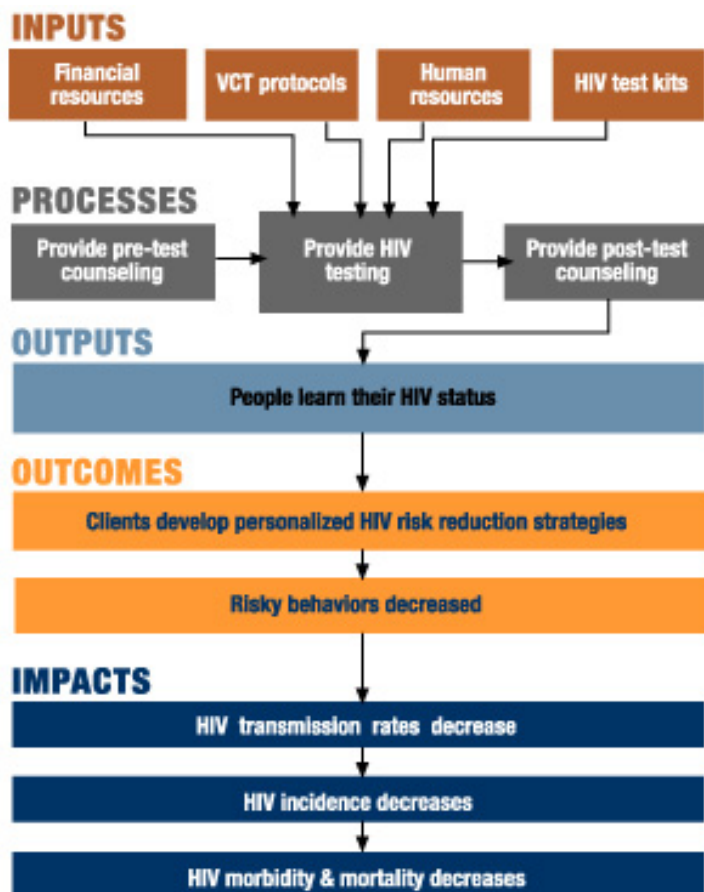 INPUTS
Financial
resources
VCT protocols
Human
resources
HIV test kits
PROCESSES
Provide pre-test
counseling
Provide HIV
testing
Provide post-test
counseling
OUTPUTS
People learn their HIV status
OUTCOMES
Clients develop personalized HIV risk reduction strategies
Risky behaviors decreased
IMPACTS
HIV transmission rates decrease
HIV incidence decreases
HIV morbidity & mortality decreases